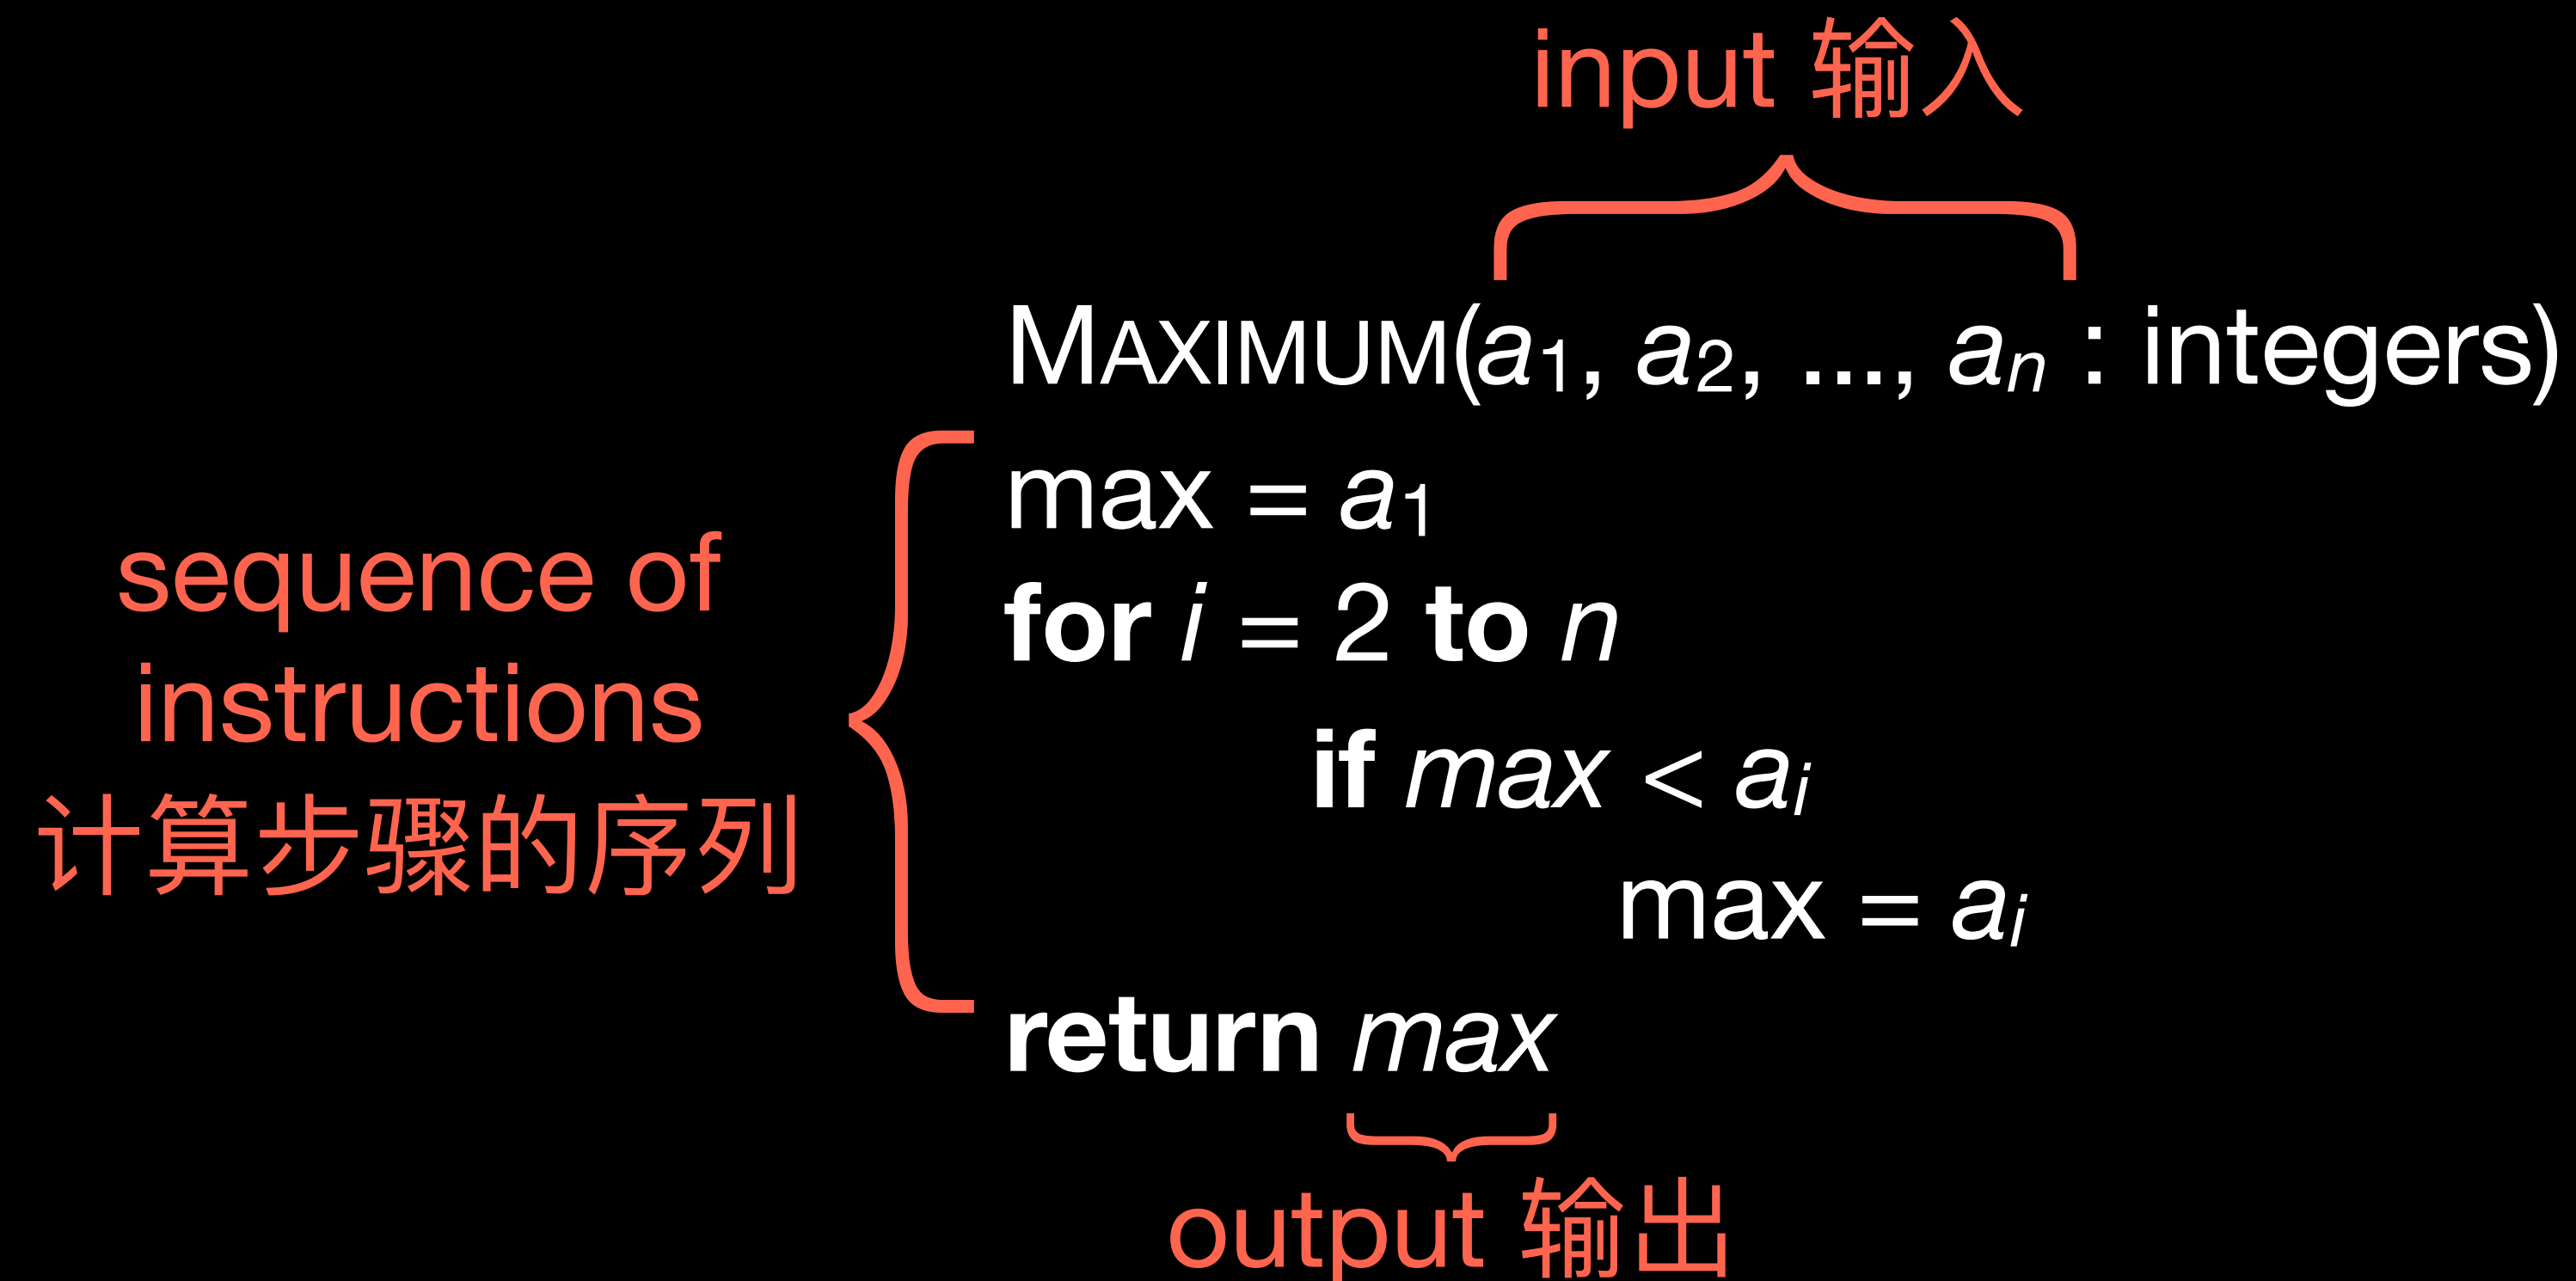 input 输入
MAXIMUM(a₁, a₂, ..., aₙ : integers)
max = a₁
for i = 2 to n
if max < aᵢ
max = aᵢ
return max
sequence of
instructions
计算步骤的序列
output 输出